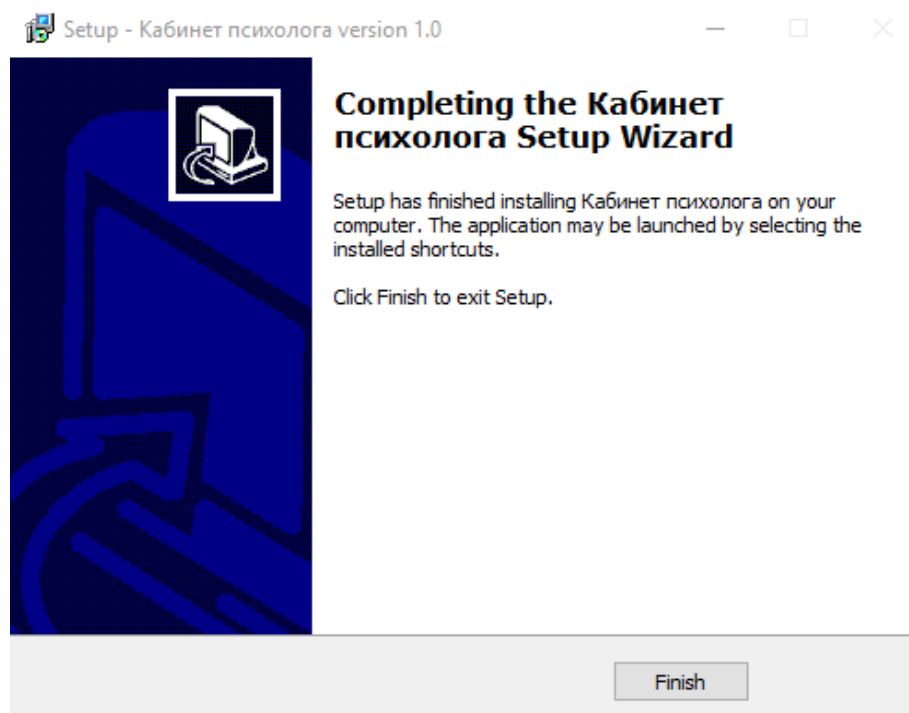 Setup - Кабинет психолога version 1.0
Completing the Кабинет
психолога Setup Wizard
Setup has finished installing Кабинет психолога on your
computer. The application may be launched by selecting the
installed shortcuts.
Click Finish to exit Setup.
Finish